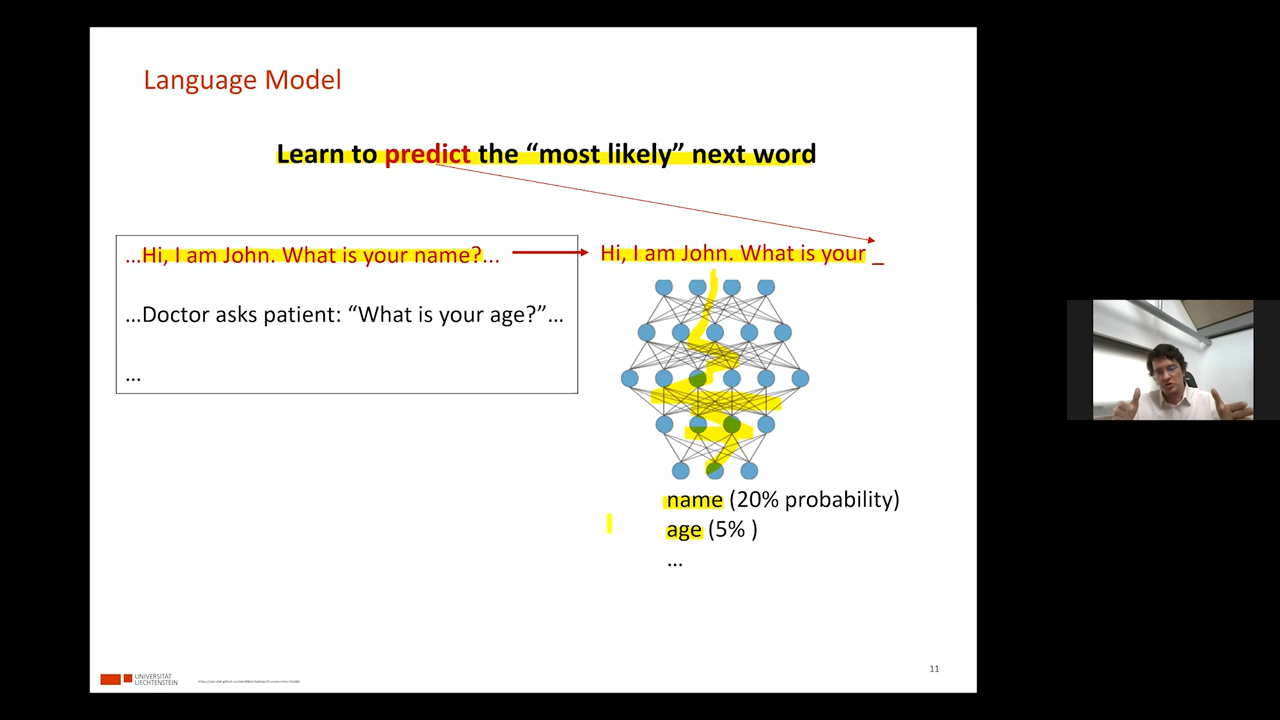 Language Model
Learn to predict the “most likely” next word
...Hi, I am John. What is your name?...
Hi, I am John. What is your _
...Doctor asks patient: “What is your age?”...
...
name (20% probability)
age (5% )
...
11
UNIVERSITÄT
LIECHTENSTEIN